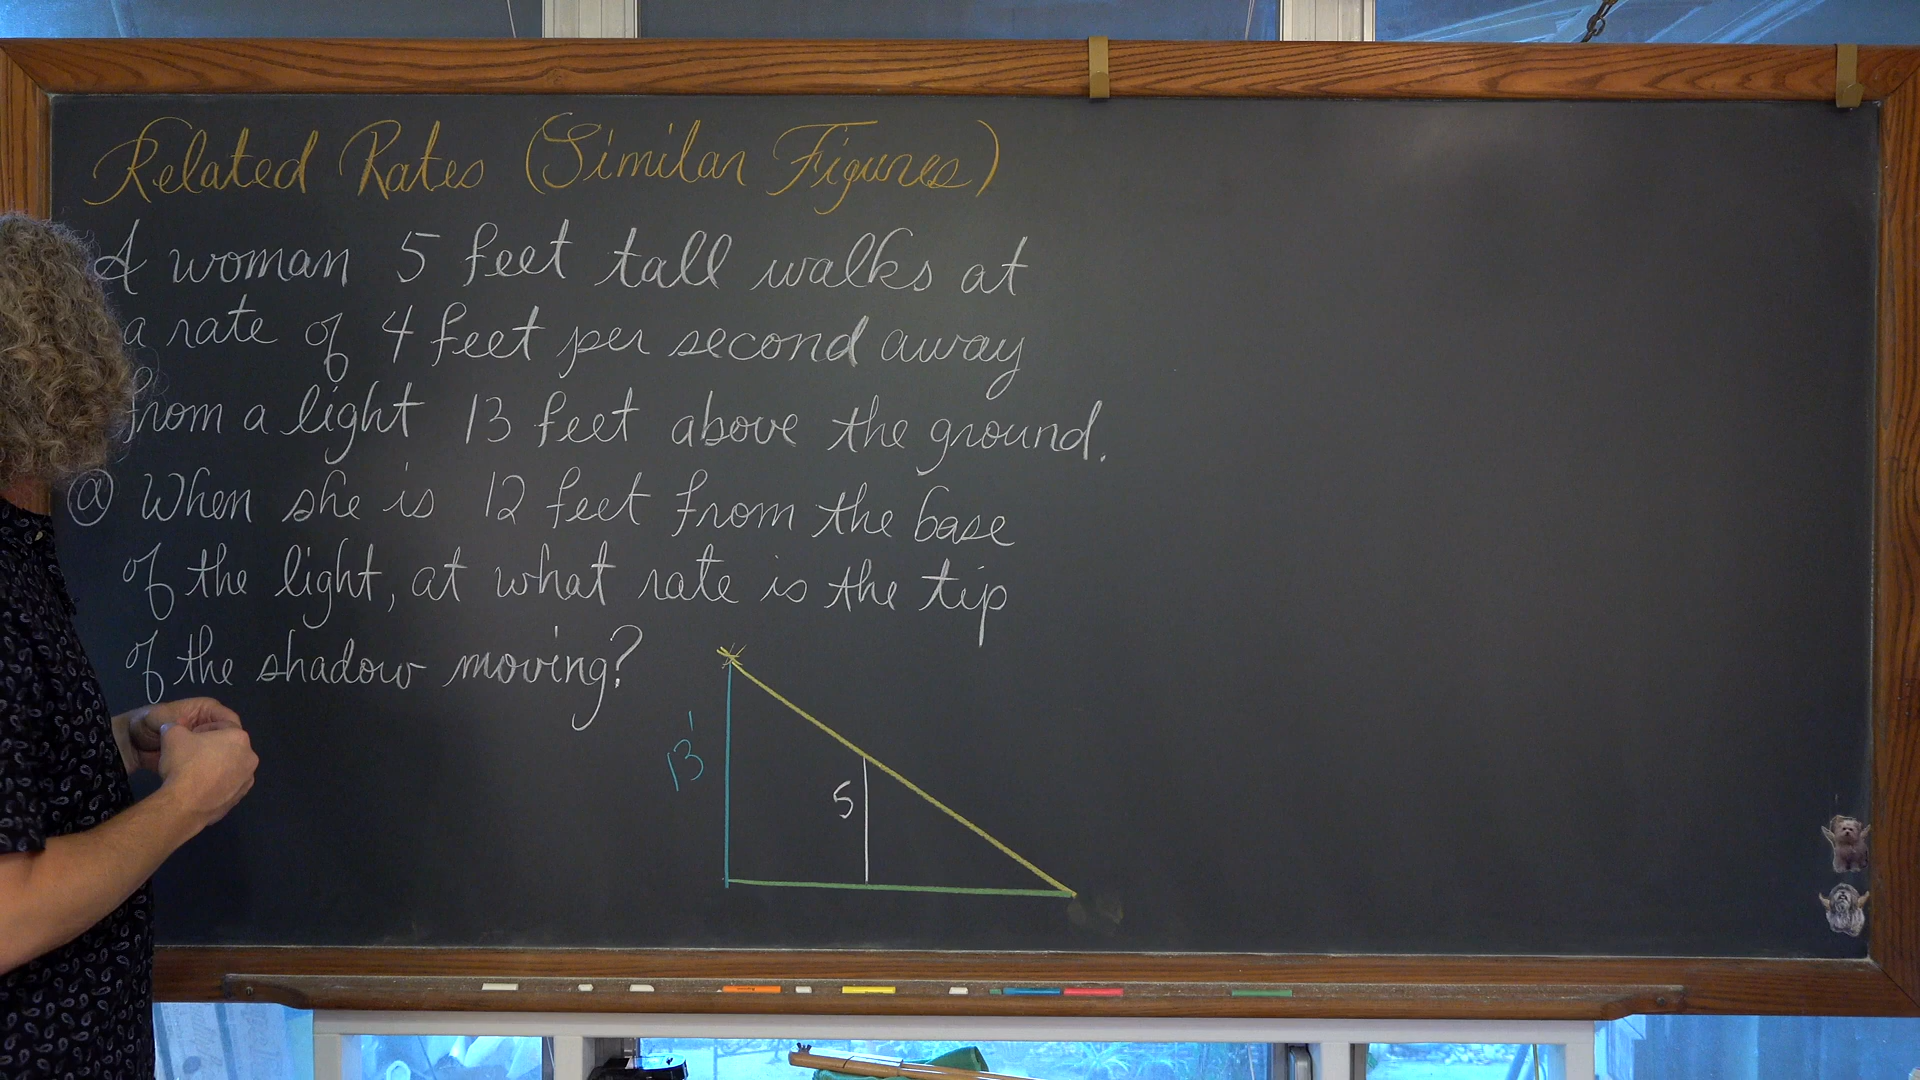 Related Rates (Similar Figures)
A woman 5 feet tall walks at
a rate of 4 feet per second away
from a light 13 feet above the ground.
ⓐ When she is 12 feet from the base
of the light, at what rate is the tip
of the shadow moving?
13'
5